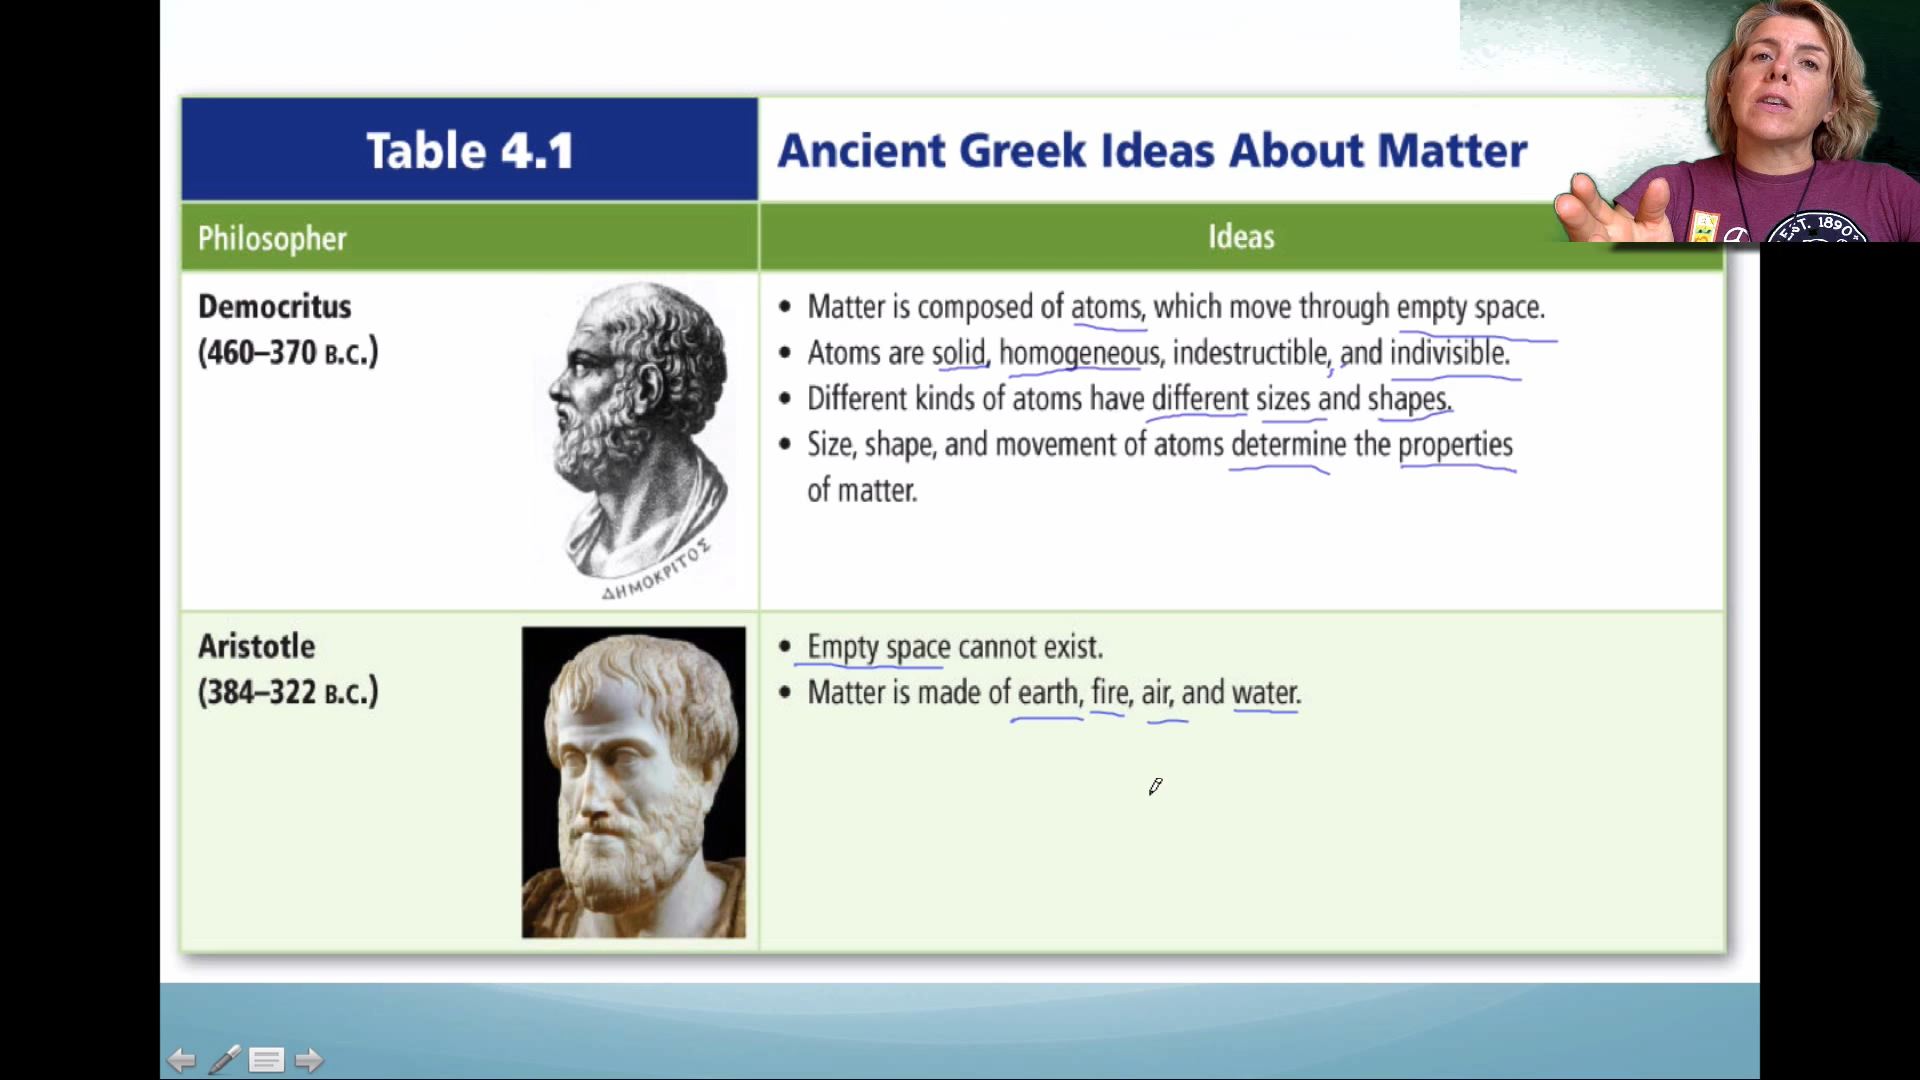 Table 4.1
Ancient Greek Ideas About Matter
Philosopher
Ideas
Democritus
(460–370 B.C.)
ΔΗΜΟΚΡΙΤΟΣ
• Matter is composed of atoms, which move through empty space.
• Atoms are solid, homogeneous, indestructible, and indivisible.
• Different kinds of atoms have different sizes and shapes.
• Size, shape, and movement of atoms determine the properties
of matter.
Aristotle
(384–322 B.C.)
• Empty space cannot exist.
• Matter is made of earth, fire, air, and water.
EST. 1890